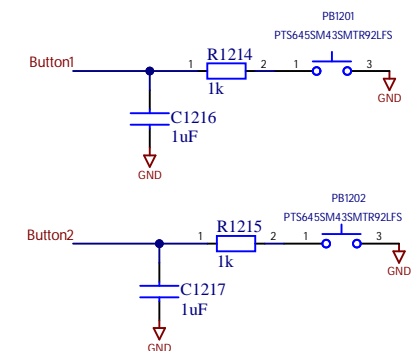 PB1201
PTS645SM43SMTR92LFS
Button1
1
R1214
2
1
3
1k
GND
C1216
1uF
GND
PB1202
PTS645SM43SMTR92LFS
Button2
1
R1215
2
1
3
1k
GND
C1217
1uF
GND